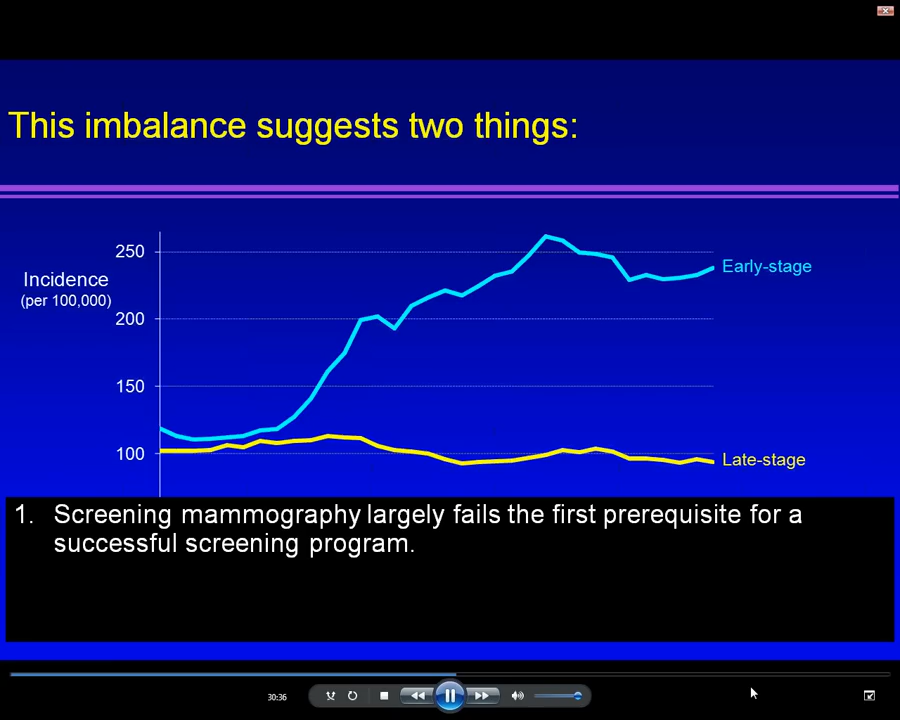 This imbalance suggests two things:
250
Incidence
(per 100,000)
200
150
100
Early-stage
Late-stage
1. Screening mammography largely fails the first prerequisite for a
successful screening program.
30:36